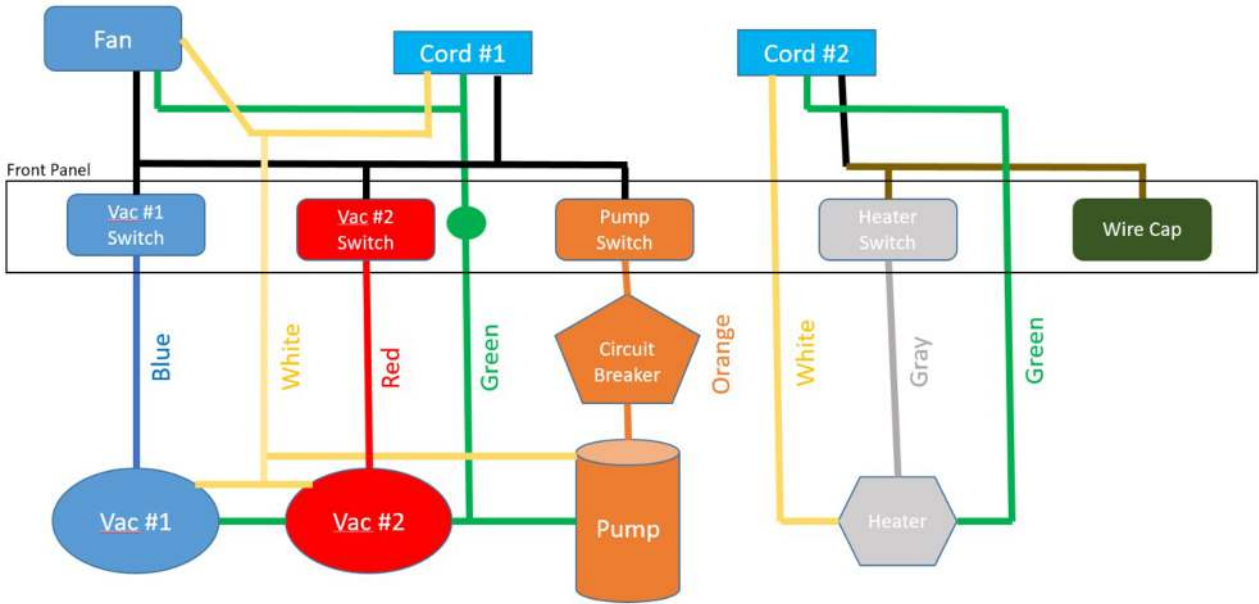 Fan
Cord #1
Cord #2
Front Panel
Vac #1
Switch
Vac #2
Switch
Pump
Switch
Heater
Switch
Wire Cap
Blue
White
Red
Green
Circuit
Breaker
Orange
White
Gray
Green
Vac #1
Vac #2
Pump
Heater